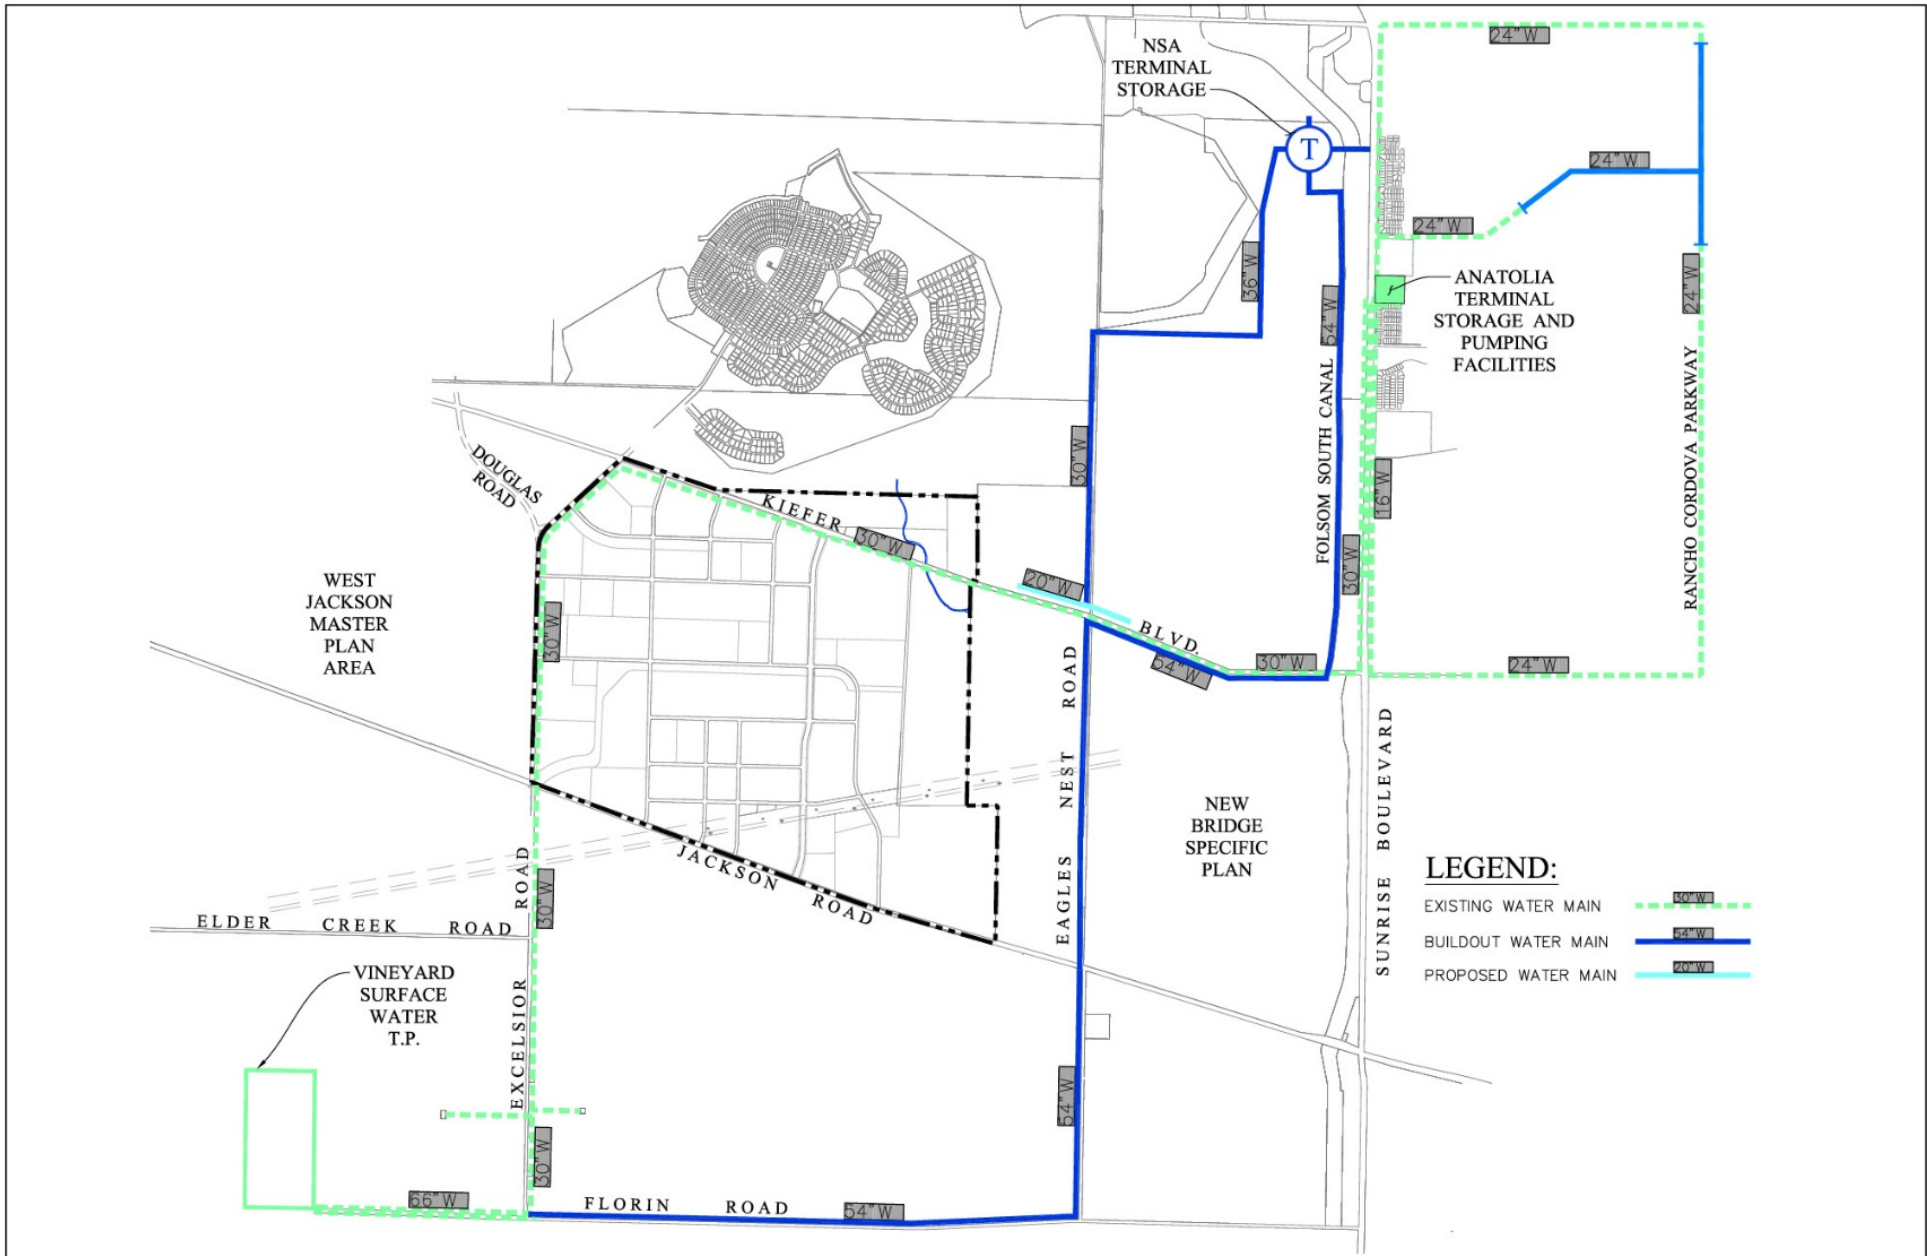 24"W
NSA
TERMINAL
STORAGE
T
24"W
24"W
36"W
54"W
24"W
ANATOLIA
TERMINAL
STORAGE AND
PUMPING
FACILITIES
FOLSOM SOUTH CANAL
RANCHO CORDOVA PARKWAY
30"W
16"W
DOUGLAS
ROAD
KIEFER
30"W
30"W
20"W
BLVD.
WEST
JACKSON
MASTER
PLAN
AREA
30"W
54"W
30"W
24"W
EAGLES NEST ROAD
SUNRISE BOULEVARD
NEW
BRIDGE
SPECIFIC
PLAN
JACKSON
ROAD
EXCELSIOR ROAD
30"W
ELDER CREEK ROAD
VINEYARD
SURFACE
WATER
T.P.
54"W
30"W
66"W
FLORIN ROAD
54"W
LEGEND:
EXISTING WATER MAIN 30"W
BUILDOUT WATER MAIN 54"W
PROPOSED WATER MAIN 20"W